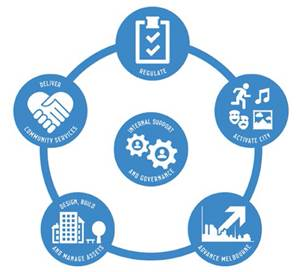 REGULATE
DELIVER
COMMUNITY SERVICES
ACTIVATE CITY
INTERNAL SUPPORT
AND GOVERNANCE
DESIGN, BUILD
AND MANAGE ASSETS
ADVANCE MELBOURNE